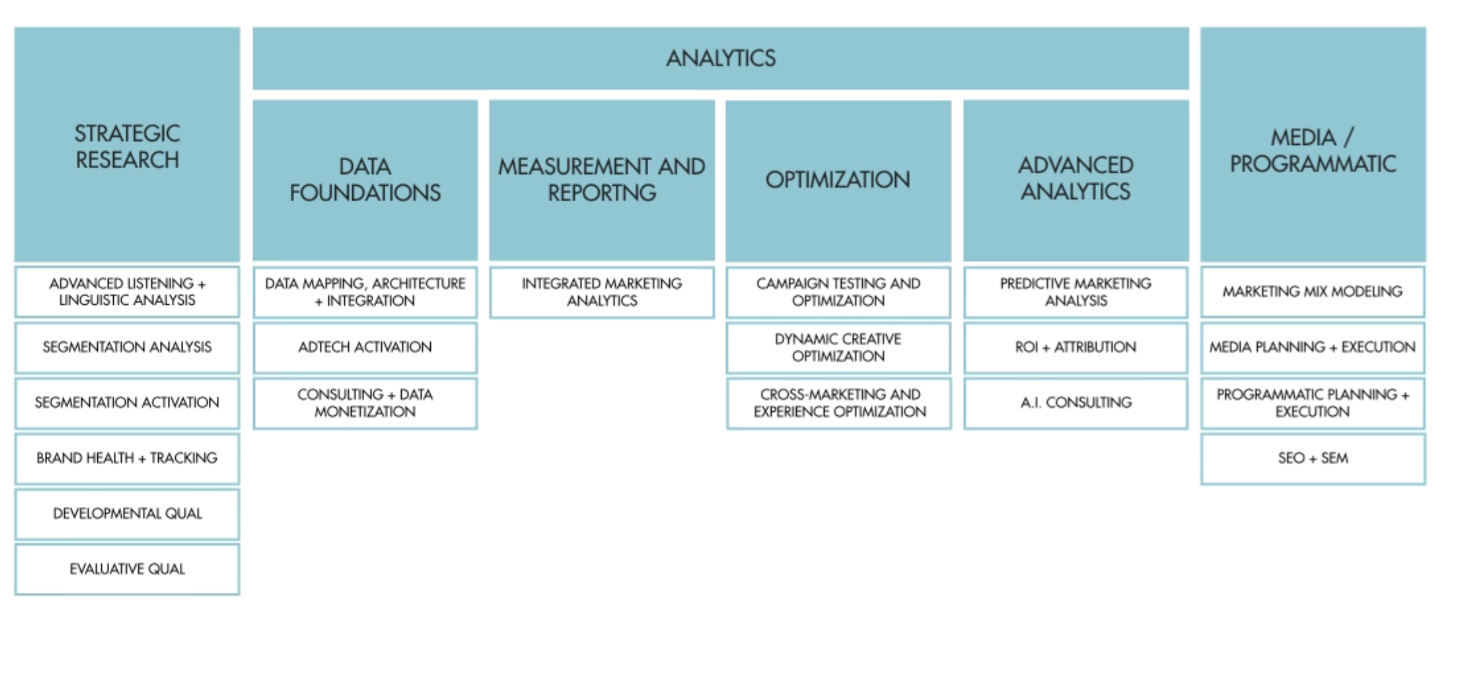 STRATEGIC
RESEARCH
ADVANCED LISTENING +
LINGUISTIC ANALYSIS
SEGMENTATION ANALYSIS
SEGMENTATION ACTIVATION
BRAND HEALTH + TRACKING
DEVELOPMENTAL QUAL
EVALUATIVE QUAL
ANALYTICS
DATA
FOUNDATIONS
DATA MAPPING, ARCHITECTURE
+ INTEGRATION
ADTECH ACTIVATION
CONSULTING + DATA
MONETIZATION
MEASUREMENT AND
REPORTNG
INTEGRATED MARKETING
ANALYTICS
OPTIMIZATION
CAMPAIGN TESTING AND
OPTIMIZATION
DYNAMIC CREATIVE
OPTIMIZATION
CROSS-MARKETING AND
EXPERIENCE OPTIMIZATION
ADVANCED
ANALYTICS
PREDICTIVE MARKETING
ANALYSIS
ROI + ATTRIBUTION
A.I. CONSULTING
MEDIA /
PROGRAMMATIC
MARKETING MIX MODELING
MEDIA PLANNING + EXECUTION
PROGRAMMATIC PLANNING +
EXECUTION
SEO + SEM